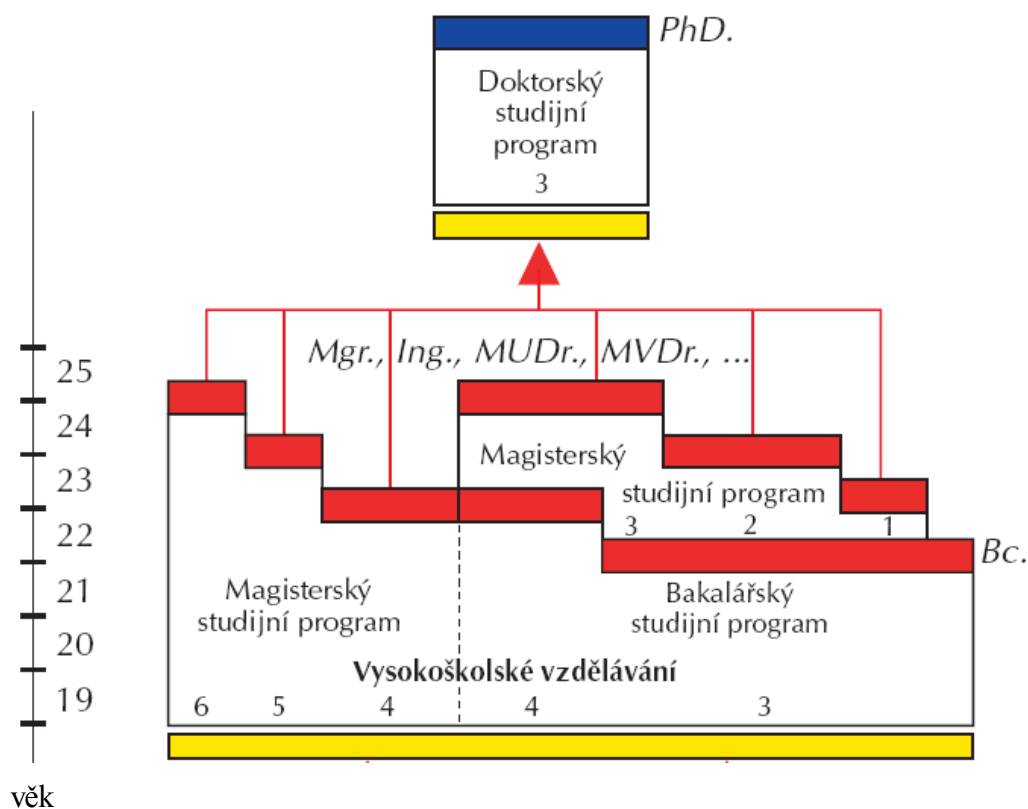 PhD.
Doktorský
studijní
program
3
Mgr., Ing., MUDr., MVDr., ...
25
24
23
22
21
20
19
Magisterský
studijní program
3 2 1
Bc.
Magisterský
studijní program
Bakalářský
studijní program
Vysokoškolské vzdělávání
6 5 4 4 3
věk